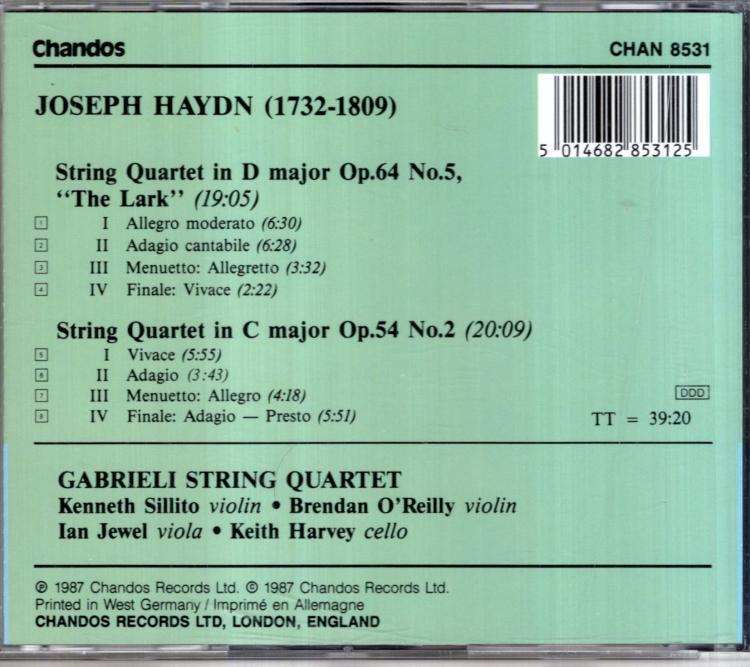 Chandos CHAN 8531
JOSEPH HAYDN (1732-1809)
5 014682 853125
String Quartet in D major Op.64 No.5,
“The Lark” (19:05)
1 I Allegro moderato (6:30)
2 II Adagio cantabile (6:28)
3 III Menuetto: Allegretto (3:32)
4 IV Finale: Vivace (2:22)
String Quartet in C major Op.54 No.2 (20:09)
5 I Vivace (5:55)
6 II Adagio (3:43)
7 III Menuetto: Allegro (4:18) DDD
8 IV Finale: Adagio — Presto (5:51) TT = 39:20
GABRIELI STRING QUARTET
Kenneth Sillito violin • Brendan O'Reilly violin
Ian Jewel viola • Keith Harvey cello
℗ 1987 Chandos Records Ltd. © 1987 Chandos Records Ltd.
Printed in West Germany / Imprimé en Allemagne
CHANDOS RECORDS LTD, LONDON, ENGLAND